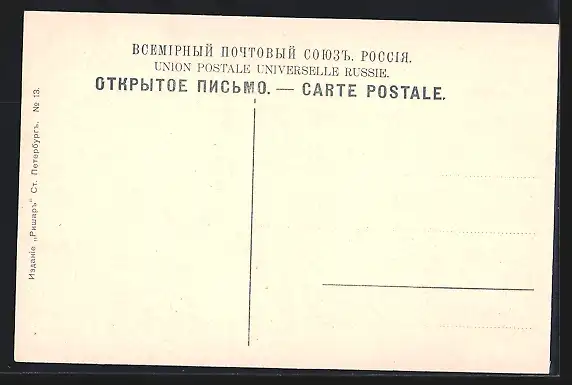 ВСЕМІРНЫЙ ПОЧТОВЫЙ СОЮЗЪ. РОССІЯ.
UNION POSTALE UNIVERSELLE RUSSIE.
ОТКРЫТОЕ ПИСЬМО. — CARTE POSTALE.
Изданіе „Ришаръ" Ст. Петербургъ. № 13.